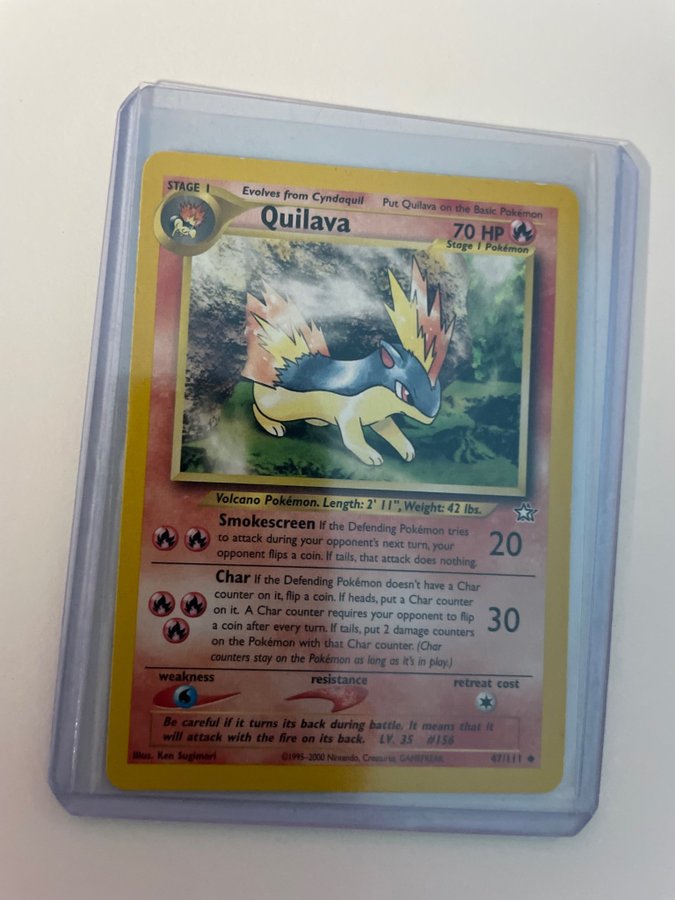 STAGE 1
Evolves from Cyndaquil
Put Quilava on the Basic Pokémon
Quilava
70 HP
Stage 1 Pokémon
Volcano Pokémon. Length: 2' 11", Weight: 42 lbs.
Smokescreen If the Defending Pokémon tries
to attack during your opponent's next turn, your
opponent flips a coin. If tails, that attack does nothing.
20
Char If the Defending Pokémon doesn't have a Char
counter on it, flip a coin. If heads, put a Char counter
on it. A Char counter requires your opponent to flip
a coin after every turn. If tails, put 2 damage counters
on the Pokémon with that Char counter. (Char
counters stay on the Pokémon as long as it's in play.)
30
weakness
resistance
retreat cost
Be careful if it turns its back during battle. It means that it
will attack with the fire on its back. LV. 35 #156
Illus. Ken Sugimori
©1995–2000 Nintendo, Creatures, GAMEFREAK.
47/111